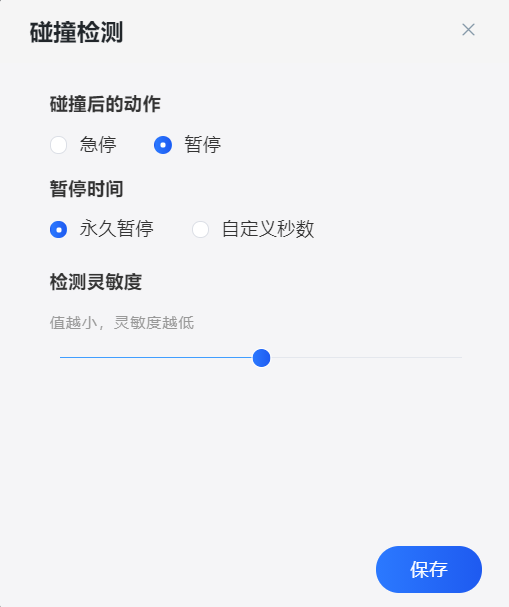 碰撞检测
碰撞后的动作
急停 暂停
暂停时间
永久暂停 自定义秒数
检测灵敏度
值越小，灵敏度越低
保存